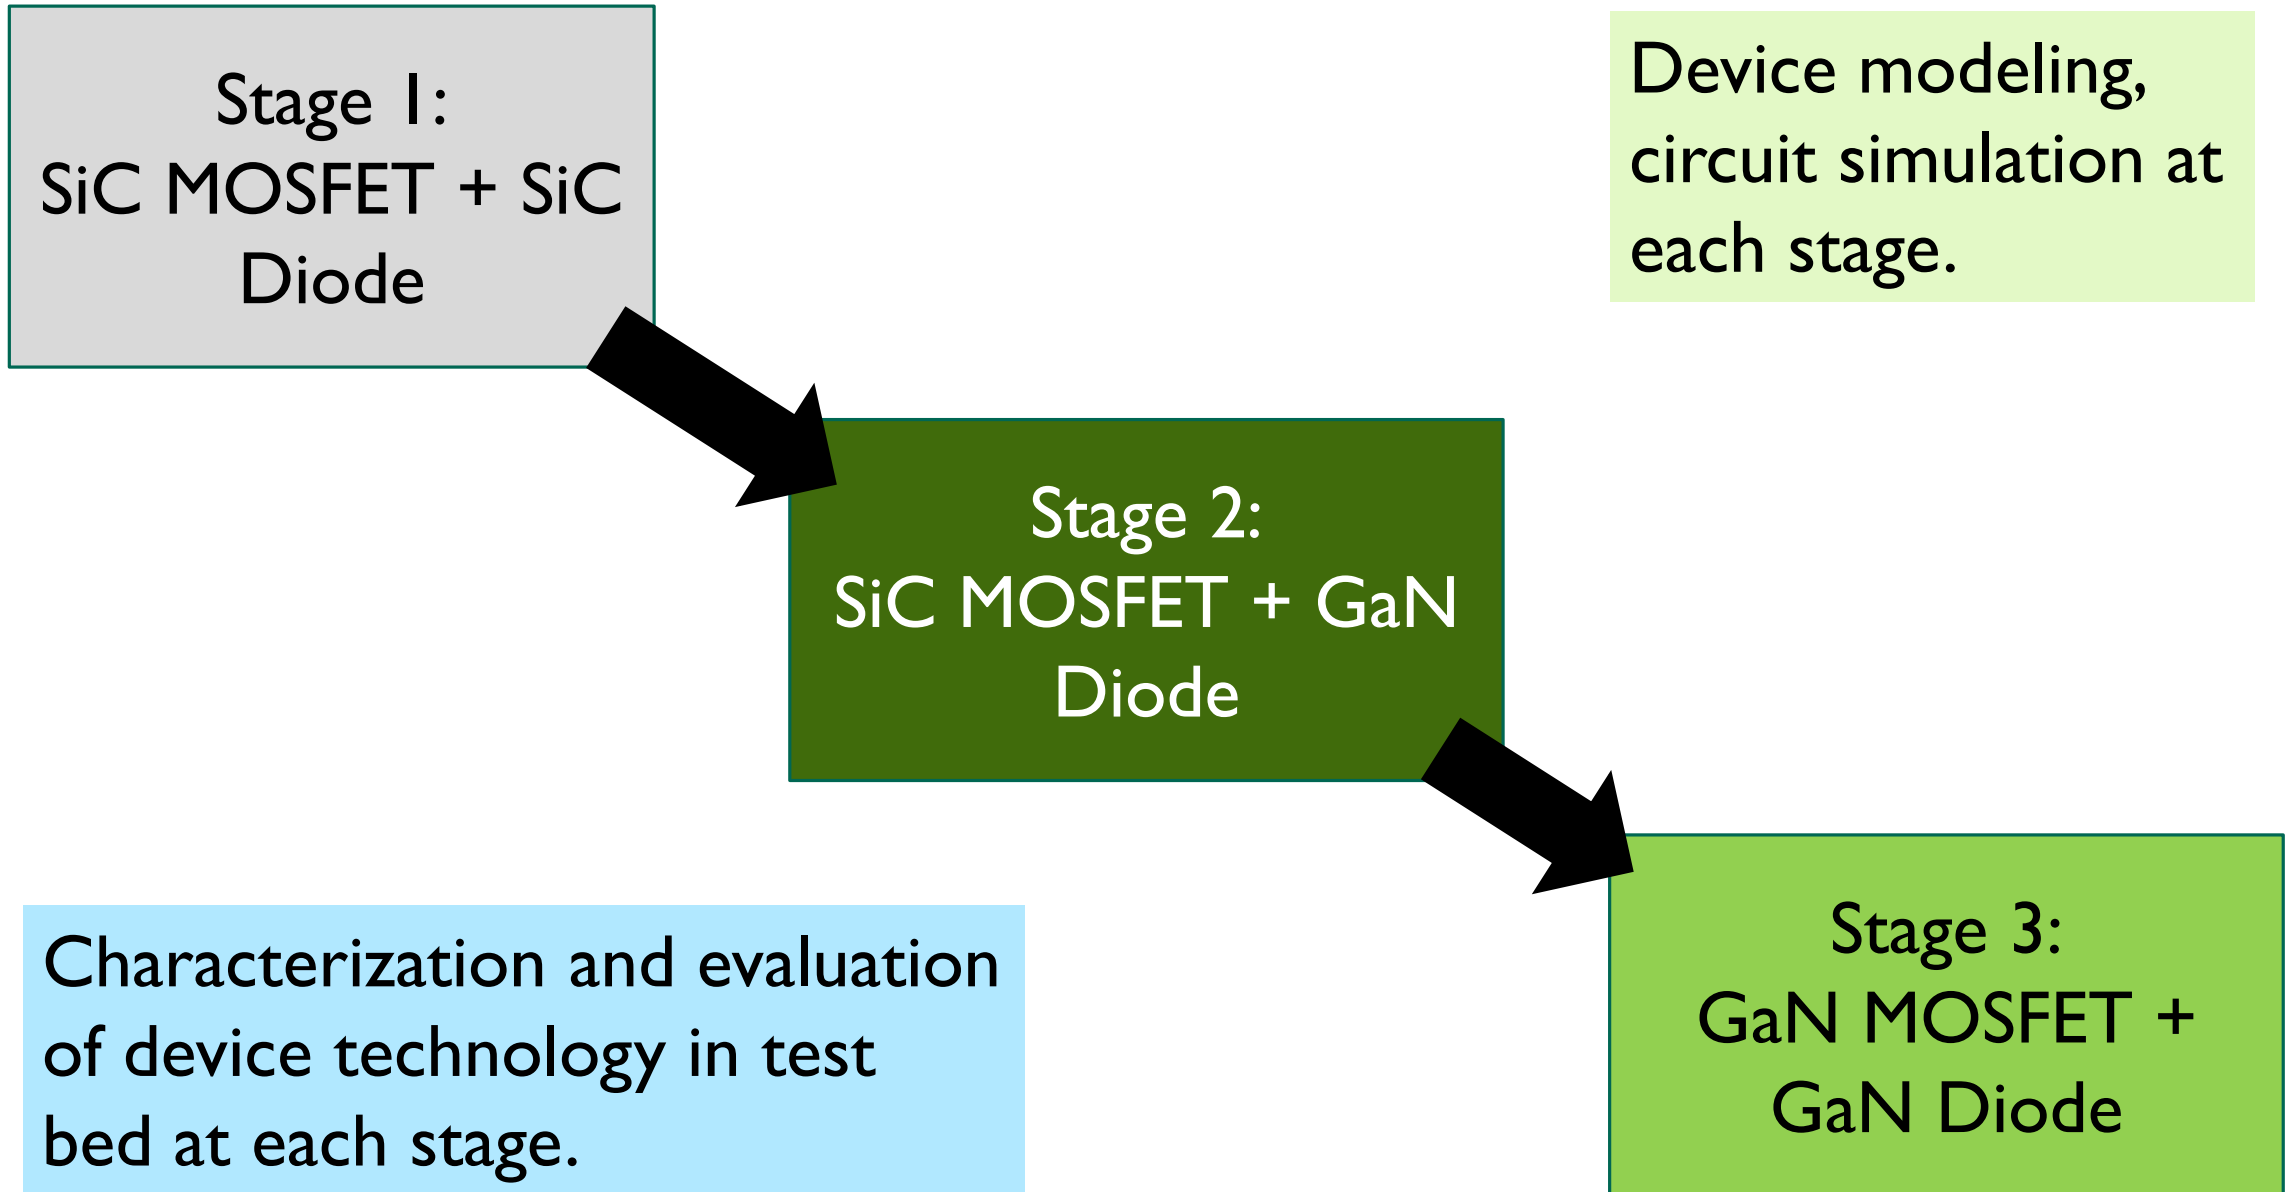 Stage 1:
SiC MOSFET + SiC
Diode
Device modeling,
circuit simulation at
each stage.
Stage 2:
SiC MOSFET + GaN
Diode
Characterization and evaluation
of device technology in test
bed at each stage.
Stage 3:
GaN MOSFET +
GaN Diode